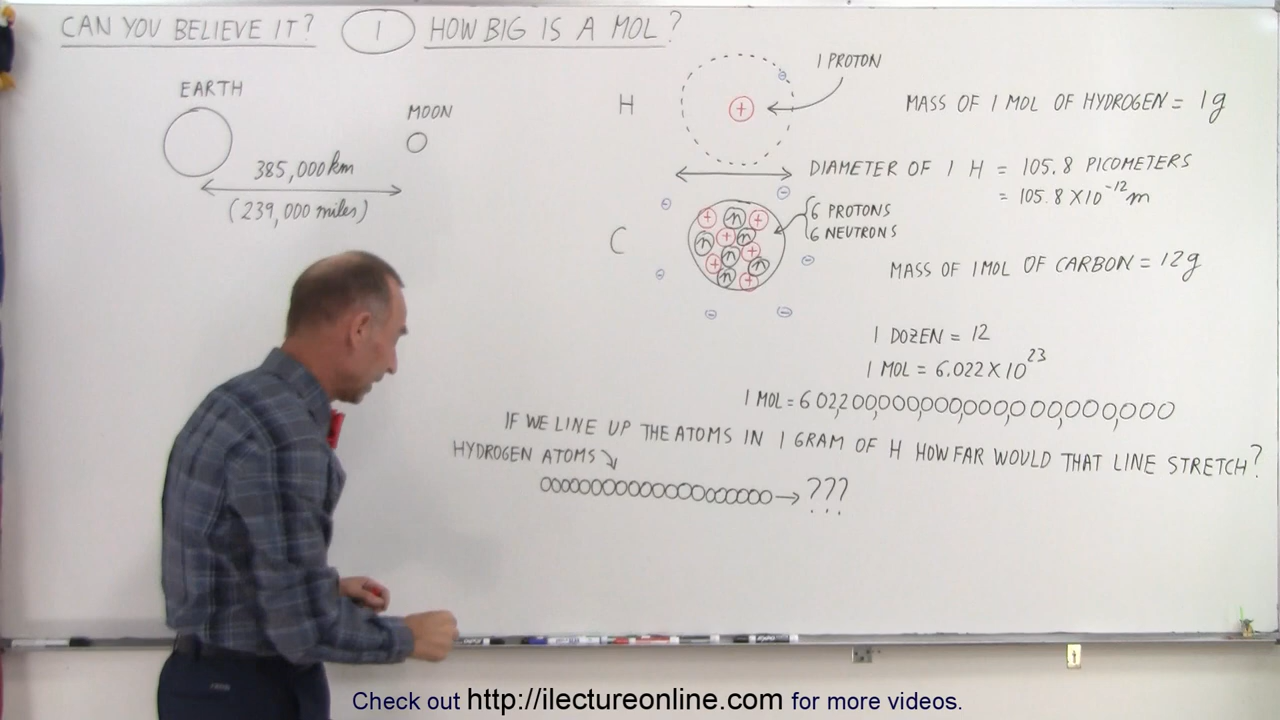 CAN YOU BELIEVE IT? 1 HOW BIG IS A MOL?
EARTH
MOON
385,000 km
(239,000 miles)
H
+
1 PROTON
MASS OF 1 MOL OF HYDROGEN = 1g
DIAMETER OF 1 H = 105.8 PICOMETERS
= 105.8 X 10⁻¹² m
C
+ n +
n + n
+ n + n
n +
6 PROTONS
6 NEUTRONS
MASS OF 1 MOL OF CARBON = 12g
1 DOZEN = 12
1 MOL = 6.022 X 10²³
1 MOL = 602,200,000,000,000,000,000,000
IF WE LINE UP THE ATOMS IN 1 GRAM OF H HOW FAR WOULD THAT LINE STRETCH?
HYDROGEN ATOMS
→ ???
Check out http://ilectureonline.com for more videos.